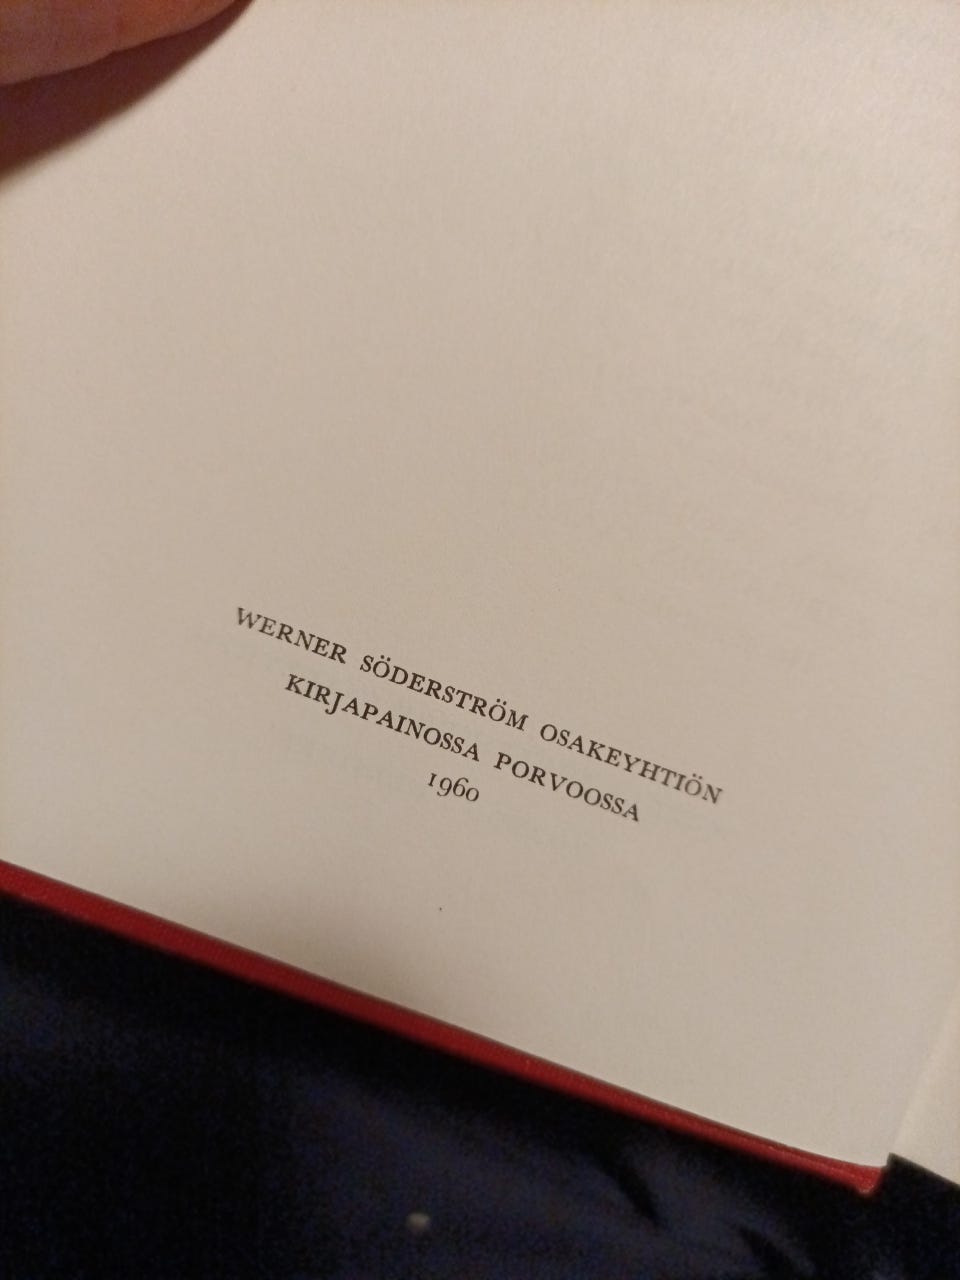 WERNER SÖDERSTRÖM OSAKEYHTIÖN
KIRJAPAINOSSA PORVOOSSA
1960